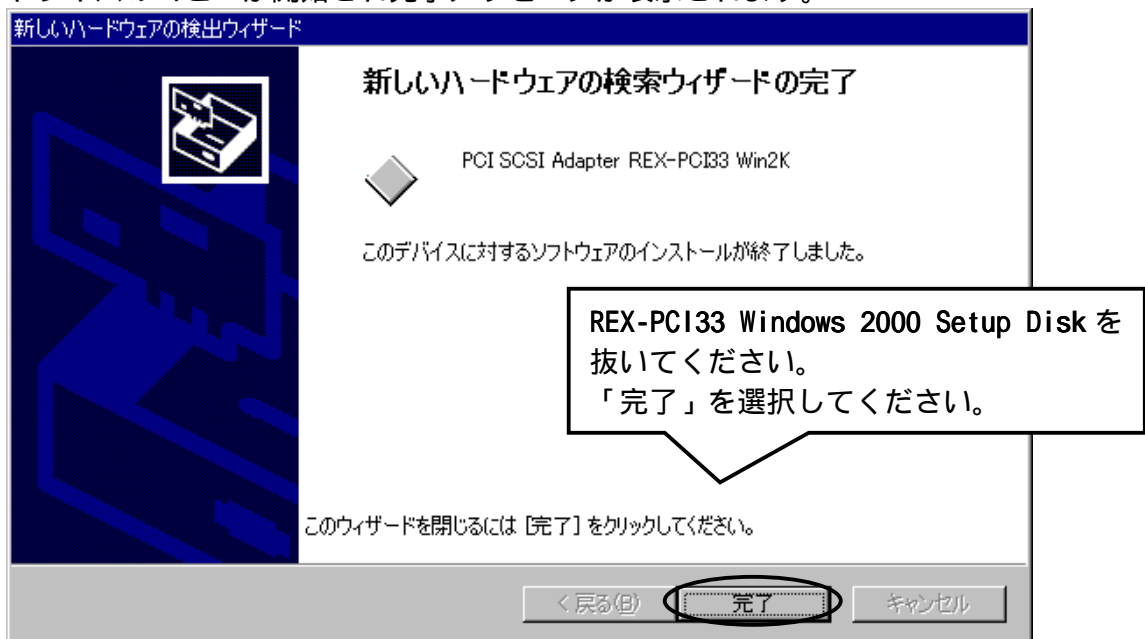 新しいハードウェアの検出ウィザード
新しいハードウェアの検索ウィザードの完了
PCI SCSI Adapter REX-PCI33 Win2K
このデバイスに対するソフトウェアのインストールが終了しました。
REX-PCI33 Windows 2000 Setup Disk を
抜いてください。
「完了」を選択してください。
このウィザードを閉じるには [完了] をクリックしてください。
< 戻る(B) 完了 キャンセル